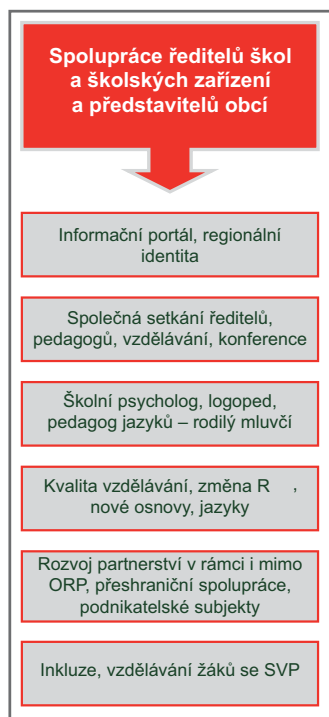 Spolupráce ředitelů škol
a školských zařízení
a představitelů obcí
Informační portál, regionální
identita
Společná setkání ředitelů,
pedagogů, vzdělávání, konference
Školní psycholog, logoped,
pedagog jazyků – rodilý mluvčí
Kvalita vzdělávání, změna R ,
nové osnovy, jazyky
Rozvoj partnerství v rámci i mimo
ORP, přeshraniční spolupráce,
podnikatelské subjekty
Inkluze, vzdělávání žáků se SVP